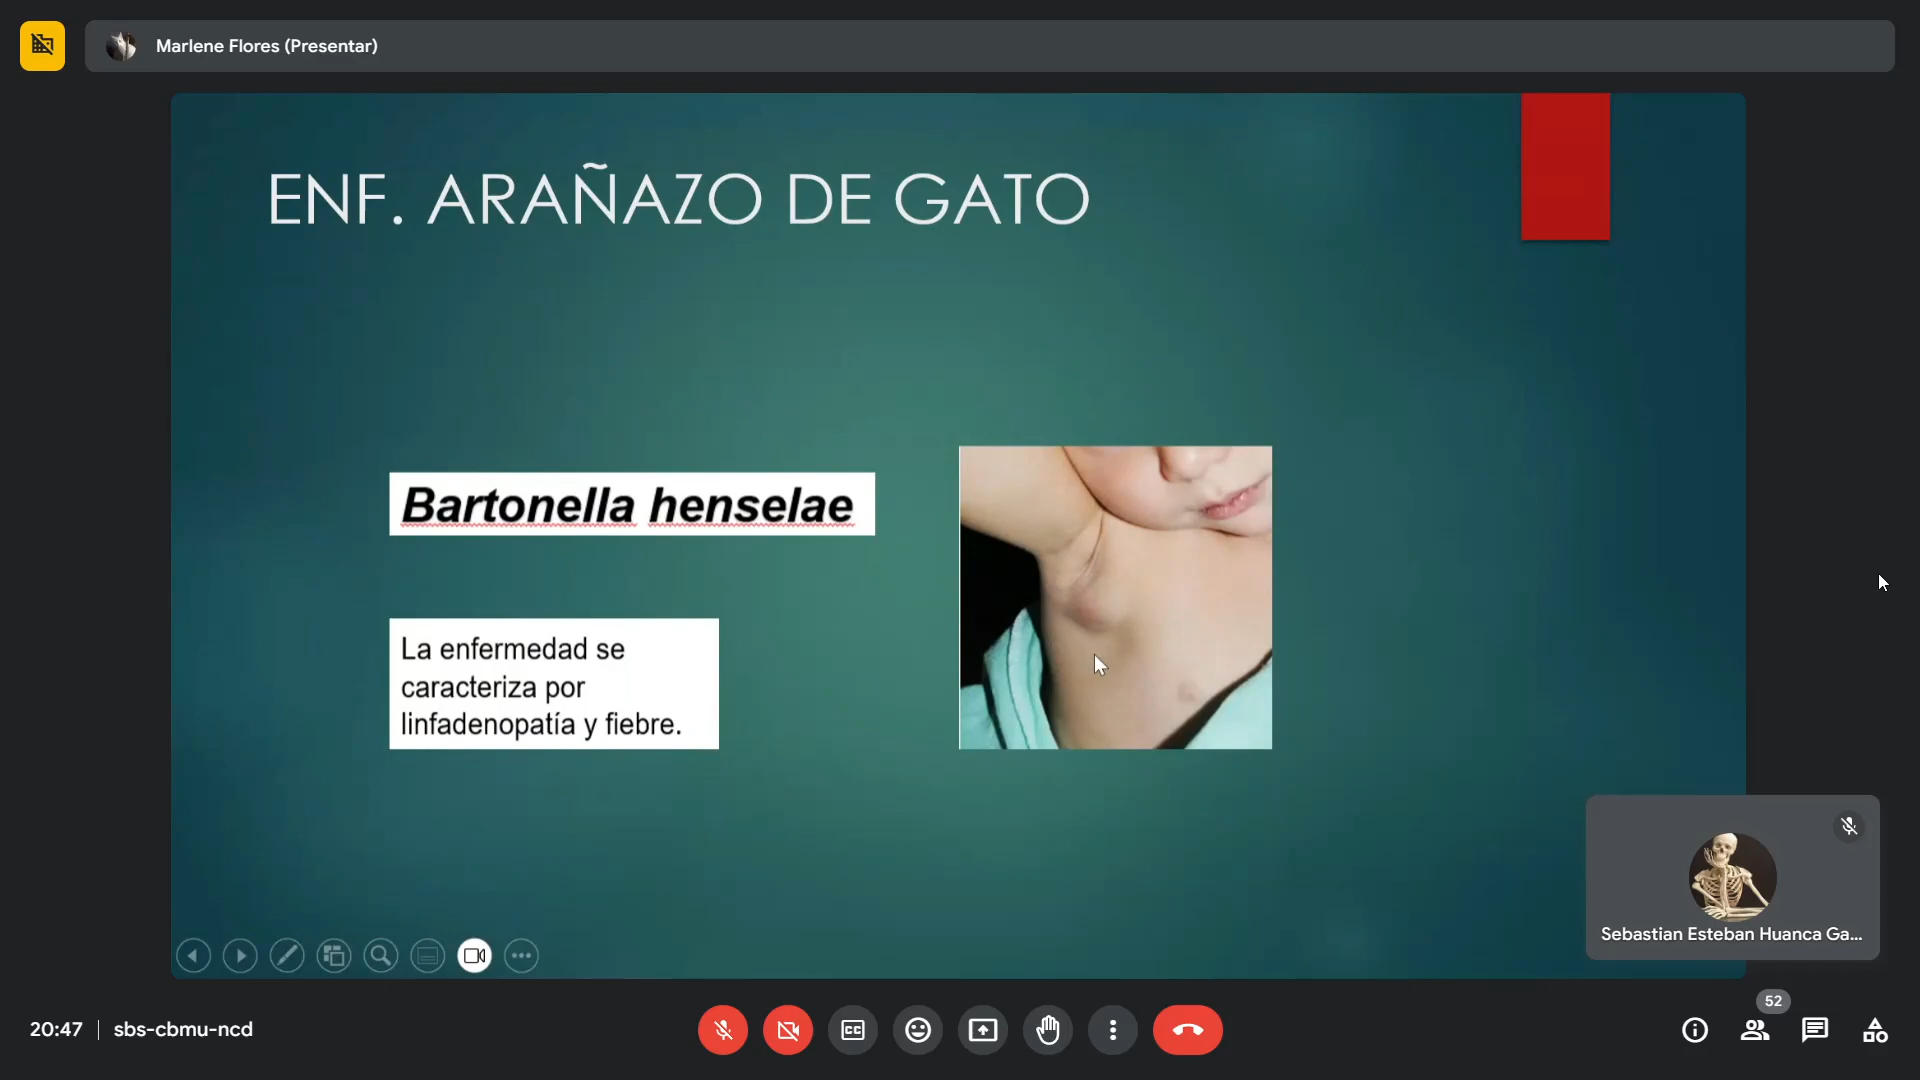 Marlene Flores (Presentar)
ENF. ARAÑAZO DE GATO
Bartonella henselae
La enfermedad se
caracteriza por
linfadenopatía y fiebre.
Sebastian Esteban Huanca Ga...
52
20:47 | sbs-cbmu-ncd